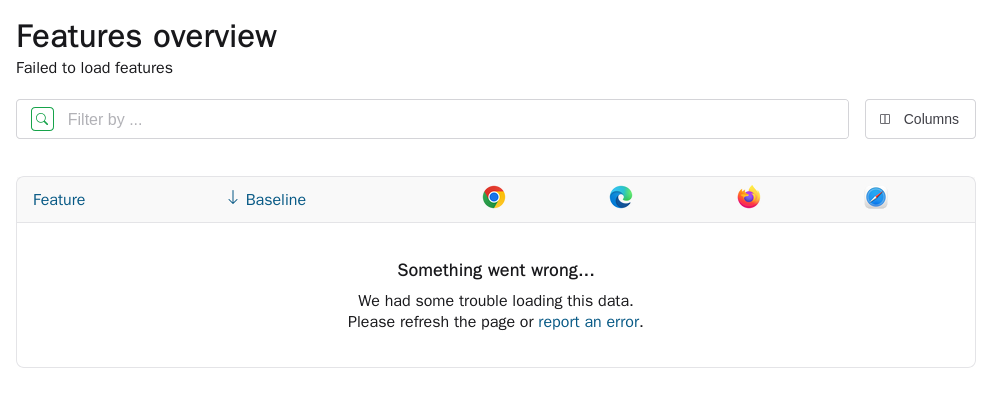 Features overview
Failed to load features
Filter by ...
Columns
Feature
Baseline
Something went wrong...
We had some trouble loading this data.
Please refresh the page or report an error.